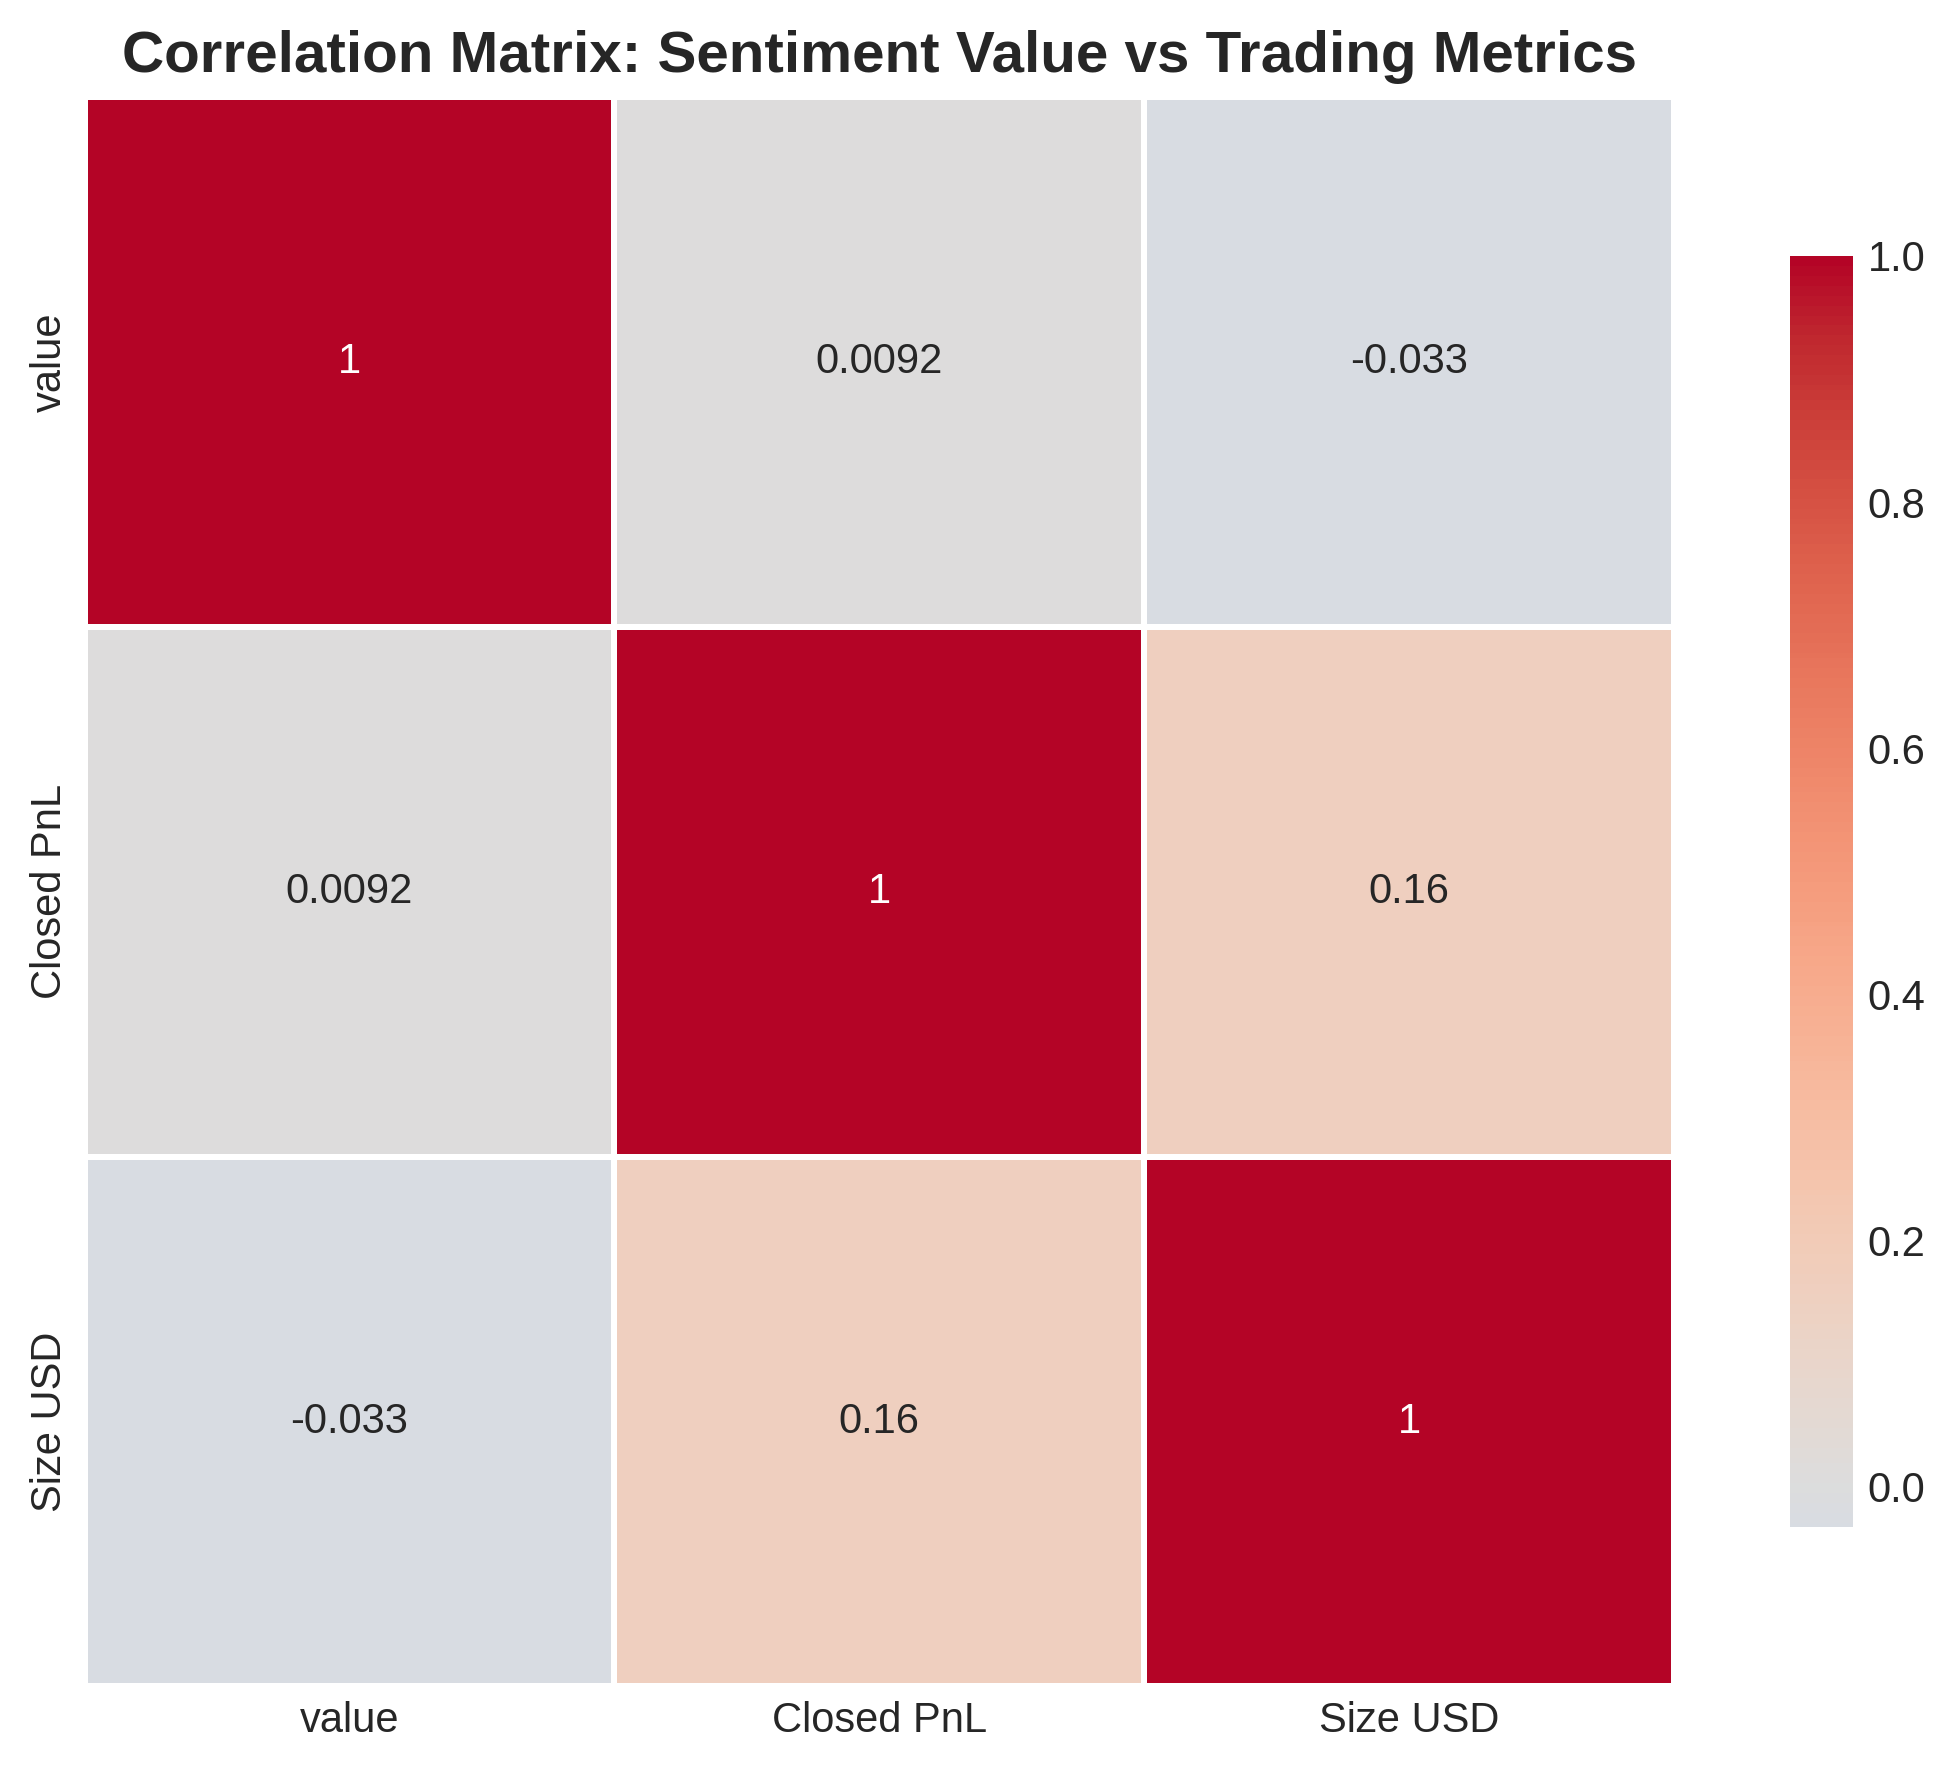 Correlation Matrix: Sentiment Value vs Trading Metrics
value
1
0.0092
-0.033
Closed PnL
0.0092
1
0.16
Size USD
-0.033
0.16
1
value
Closed PnL
Size USD
1.0
0.8
0.6
0.4
0.2
0.0